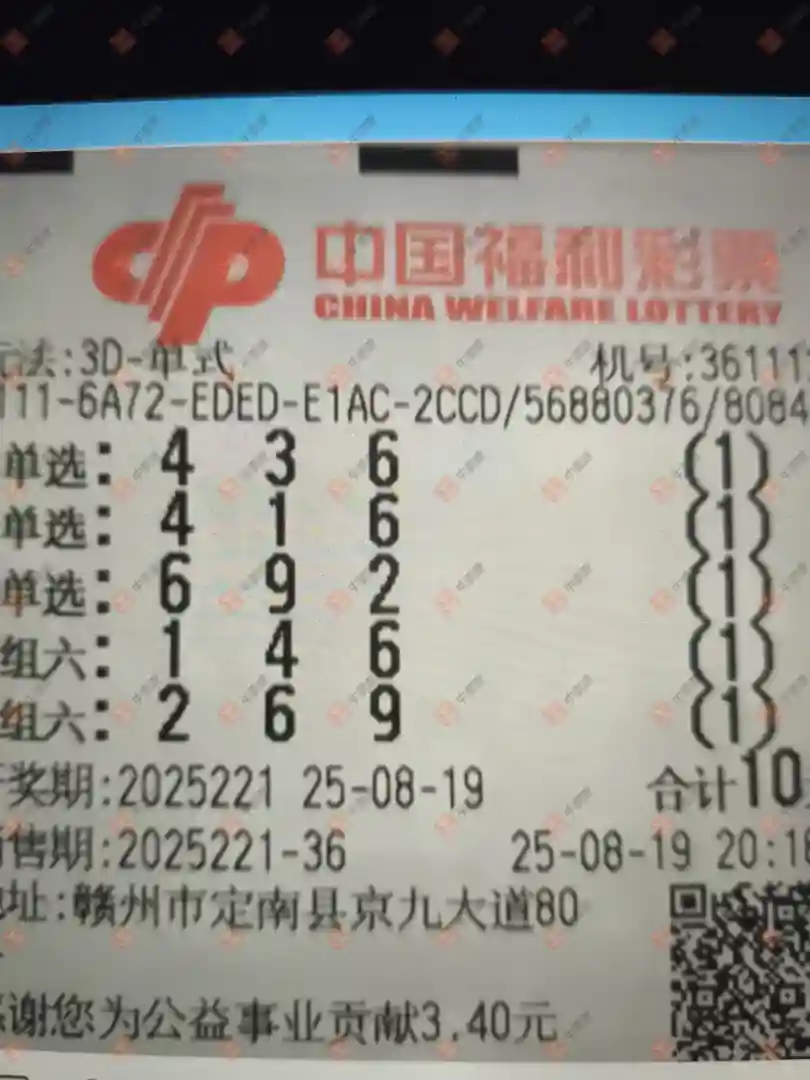 中国福利彩票
CHINA WELFARE LOTTERY
玩法:3D-单式 机号:361111
111-6A72-EDED-E1AC-2CCD/56880376/8084
单选: 4 3 6 (1)
单选: 4 1 6 (1)
单选: 6 9 2 (1)
组六: 1 4 6 (1)
组六: 2 6 9 (1)
开奖期:2025221 25-08-19 合计10
销售期:2025221-36 25-08-19 20:18
地址:赣州市定南县京九大道80
感谢您为公益事业贡献3.40元